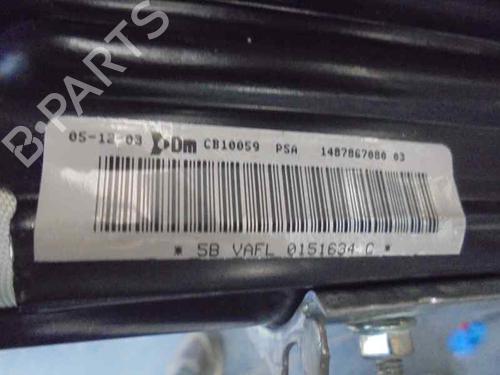 B-PARTS
05-12-03 Dm CB10059 PSA 1487867080 03
* 5B VAFL 0151634 C *